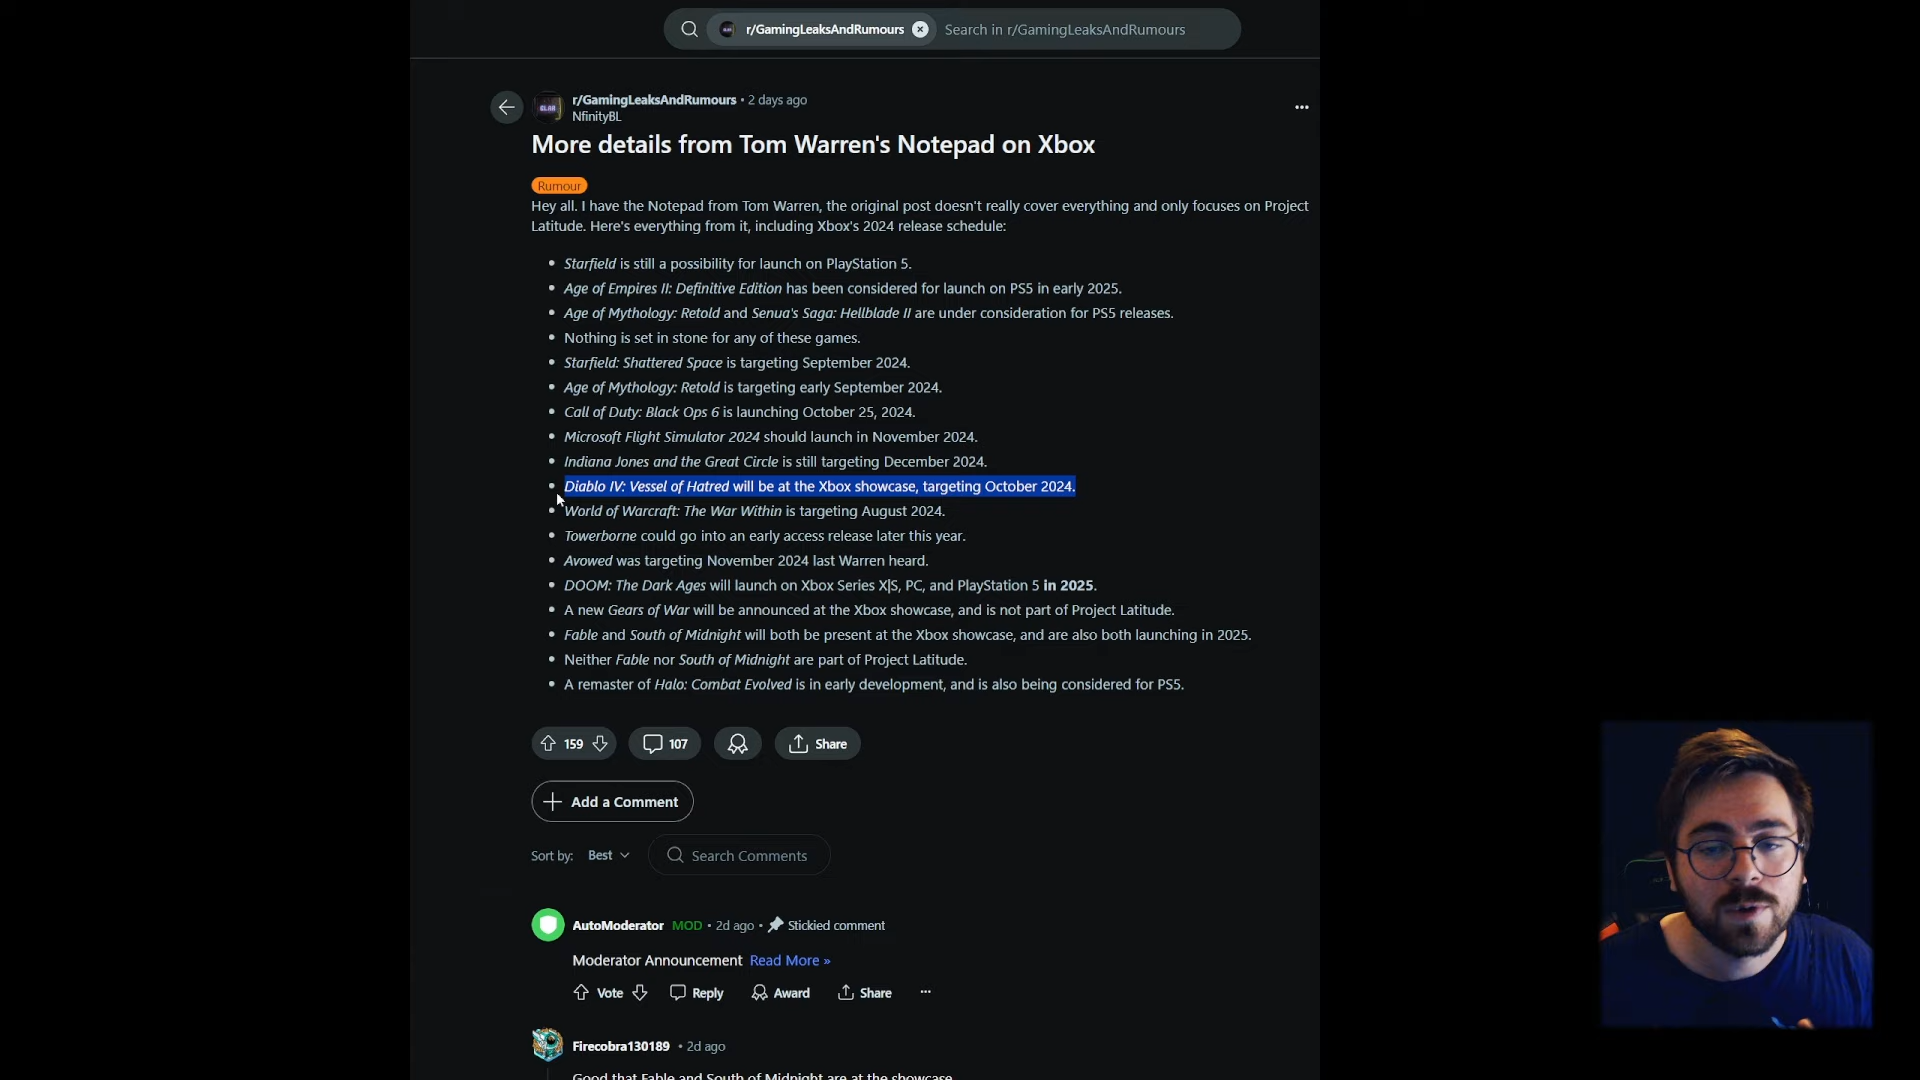 r/GamingLeaksAndRumours Search in r/GamingLeaksAndRumours
r/GamingLeaksAndRumours • 2 days ago
NfinityBL
More details from Tom Warren's Notepad on Xbox
Rumour
Hey all. I have the Notepad from Tom Warren, the original post doesn't really cover everything and only focuses on Project
Latitude. Here's everything from it, including Xbox's 2024 release schedule:
• Starfield is still a possibility for launch on PlayStation 5.
• Age of Empires II: Definitive Edition has been considered for launch on PS5 in early 2025.
• Age of Mythology: Retold and Senua's Saga: Hellblade II are under consideration for PS5 releases.
• Nothing is set in stone for any of these games.
• Starfield: Shattered Space is targeting September 2024.
• Age of Mythology: Retold is targeting early September 2024.
• Call of Duty: Black Ops 6 is launching October 25, 2024.
• Microsoft Flight Simulator 2024 should launch in November 2024.
• Indiana Jones and the Great Circle is still targeting December 2024.
• Diablo IV: Vessel of Hatred will be at the Xbox showcase, targeting October 2024.
• World of Warcraft: The War Within is targeting August 2024.
• Towerborne could go into an early access release later this year.
• Avowed was targeting November 2024 last Warren heard.
• DOOM: The Dark Ages will launch on Xbox Series X|S, PC, and PlayStation 5 in 2025.
• A new Gears of War will be announced at the Xbox showcase, and is not part of Project Latitude.
• Fable and South of Midnight will both be present at the Xbox showcase, and are also both launching in 2025.
• Neither Fable nor South of Midnight are part of Project Latitude.
• A remaster of Halo: Combat Evolved is in early development, and is also being considered for PS5.
159 107 Share
Add a Comment
Sort by: Best Search Comments
AutoModerator MOD • 2d ago • Stickied comment
Moderator Announcement Read More »
Vote Reply Award Share
Firecobra130189 • 2d ago
Good that Fable and South of Midnight are at the showcase